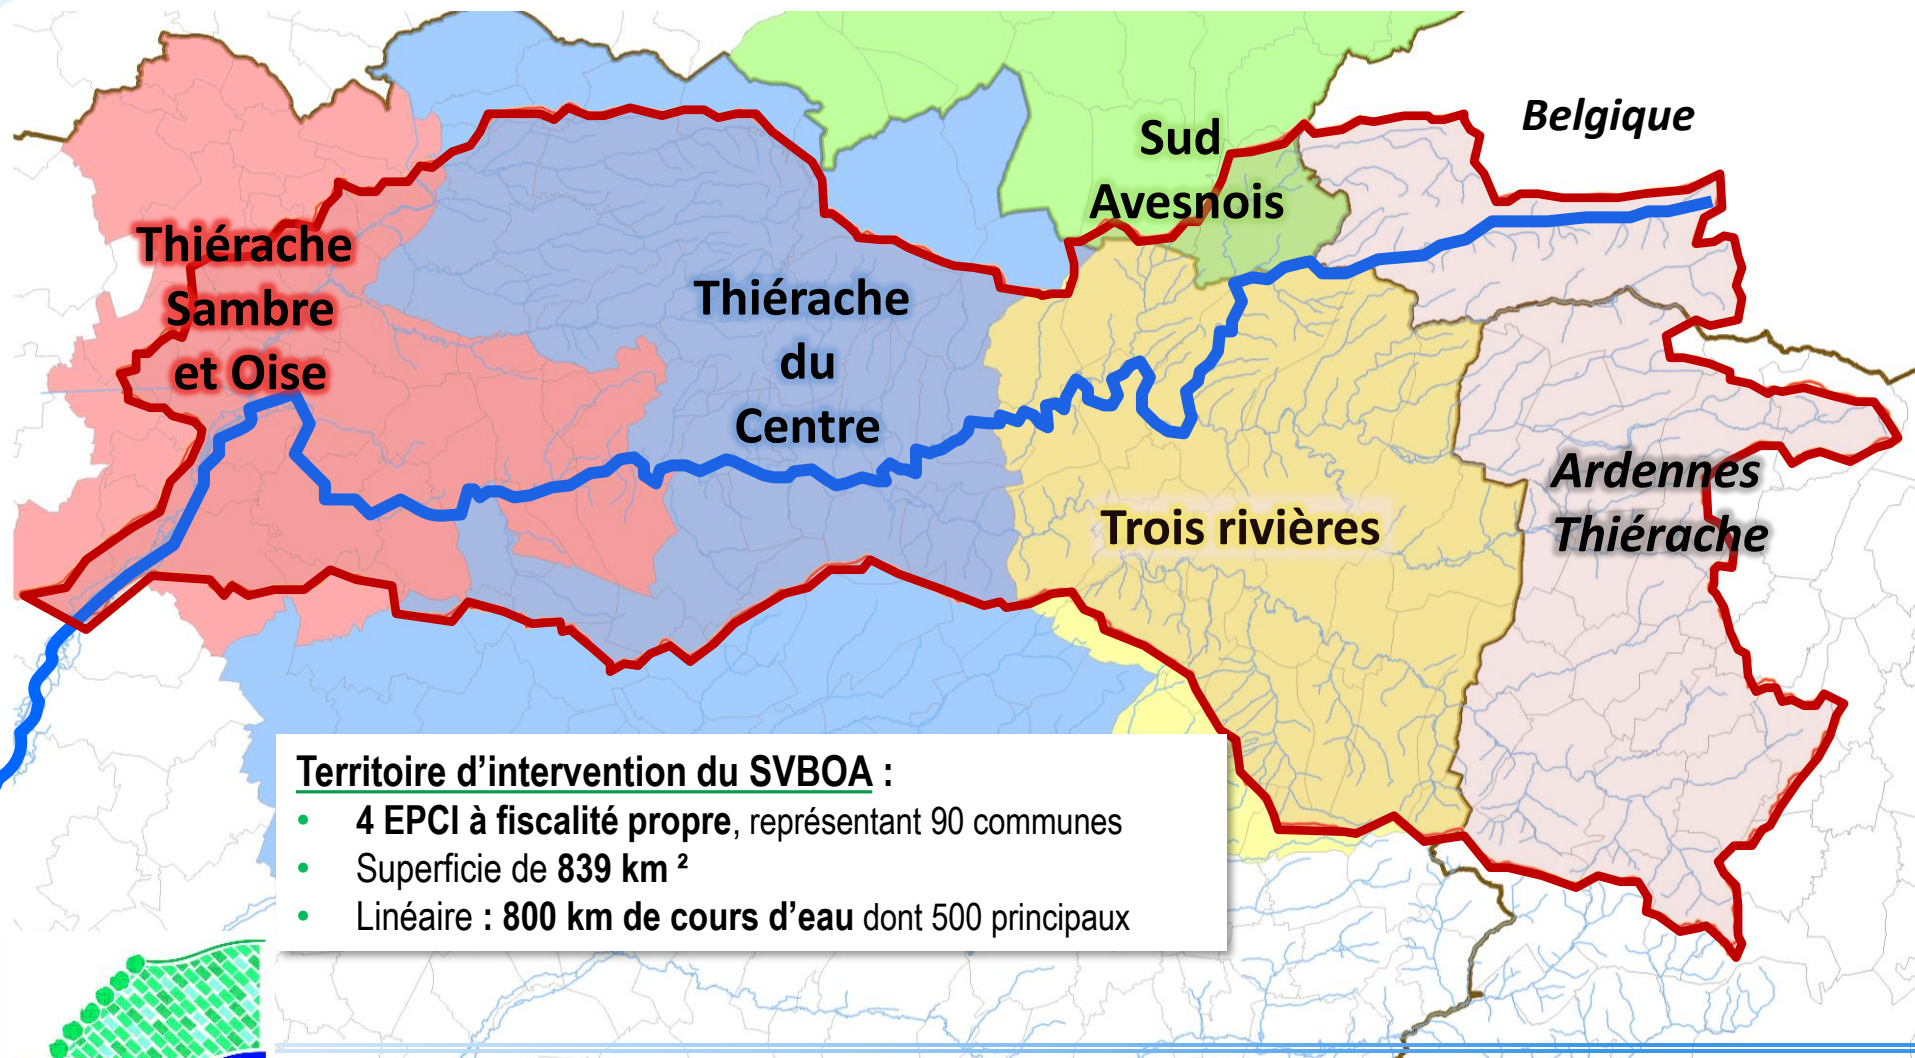 Belgique
Sud
Avesnois
Thiérache
Sambre
et Oise
Thiérache
du
Centre
Ardennes
Thiérache
Trois rivières
Territoire d’intervention du SVBOA :
• 4 EPCI à fiscalité propre, représentant 90 communes
• Superficie de 839 km ²
• Linéaire : 800 km de cours d’eau dont 500 principaux